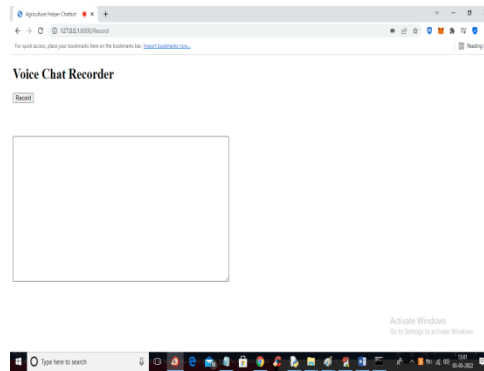 Agriculture Helper Chatbot
127.0.0.1:8000/Record
For quick access, place your bookmarks here on the bookmarks bar. Import bookmarks now...
Reading
Voice Chat Recorder
Record
Activate Windows
Go to Settings to activate Windows.
Type here to search
13:01